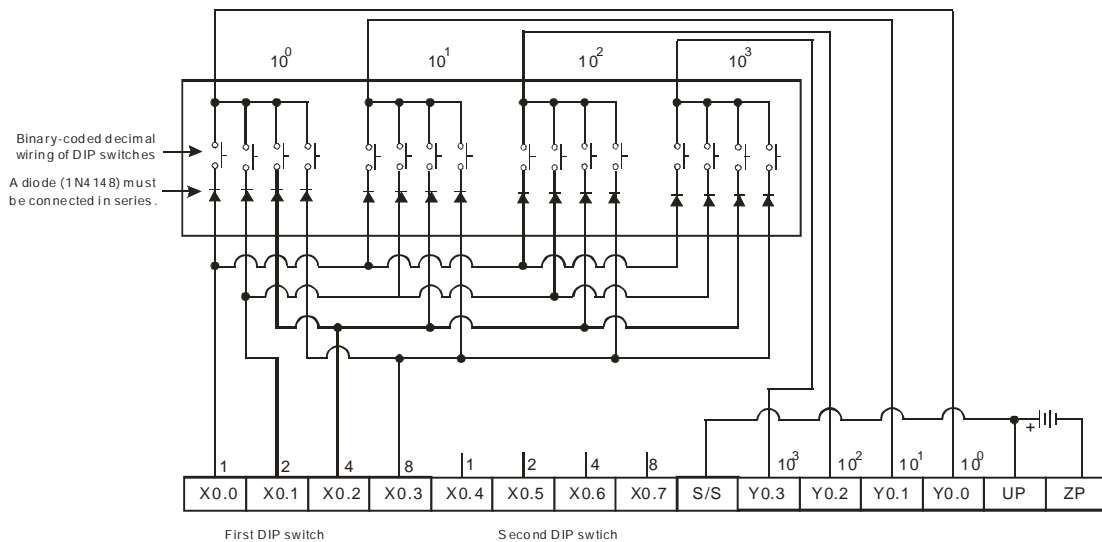 10^0 10^1 10^2 10^3
Binary-coded decimal
wiring of DIP switches
A diode (1N4148) must
be connected in series.
+
1 2 4 8 1 2 4 8 10^3 10^2 10^1 10^0
X0.0 X0.1 X0.2 X0.3 X0.4 X0.5 X0.6 X0.7 S/S Y0.3 Y0.2 Y0.1 Y0.0 UP ZP
First DIP switch Second DIP swtich